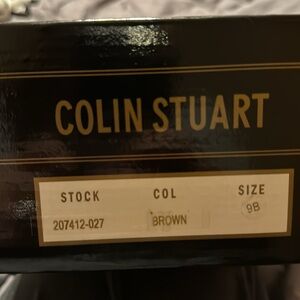 COLIN STUART
STOCK COL SIZE
207412-027 BROWN 9B